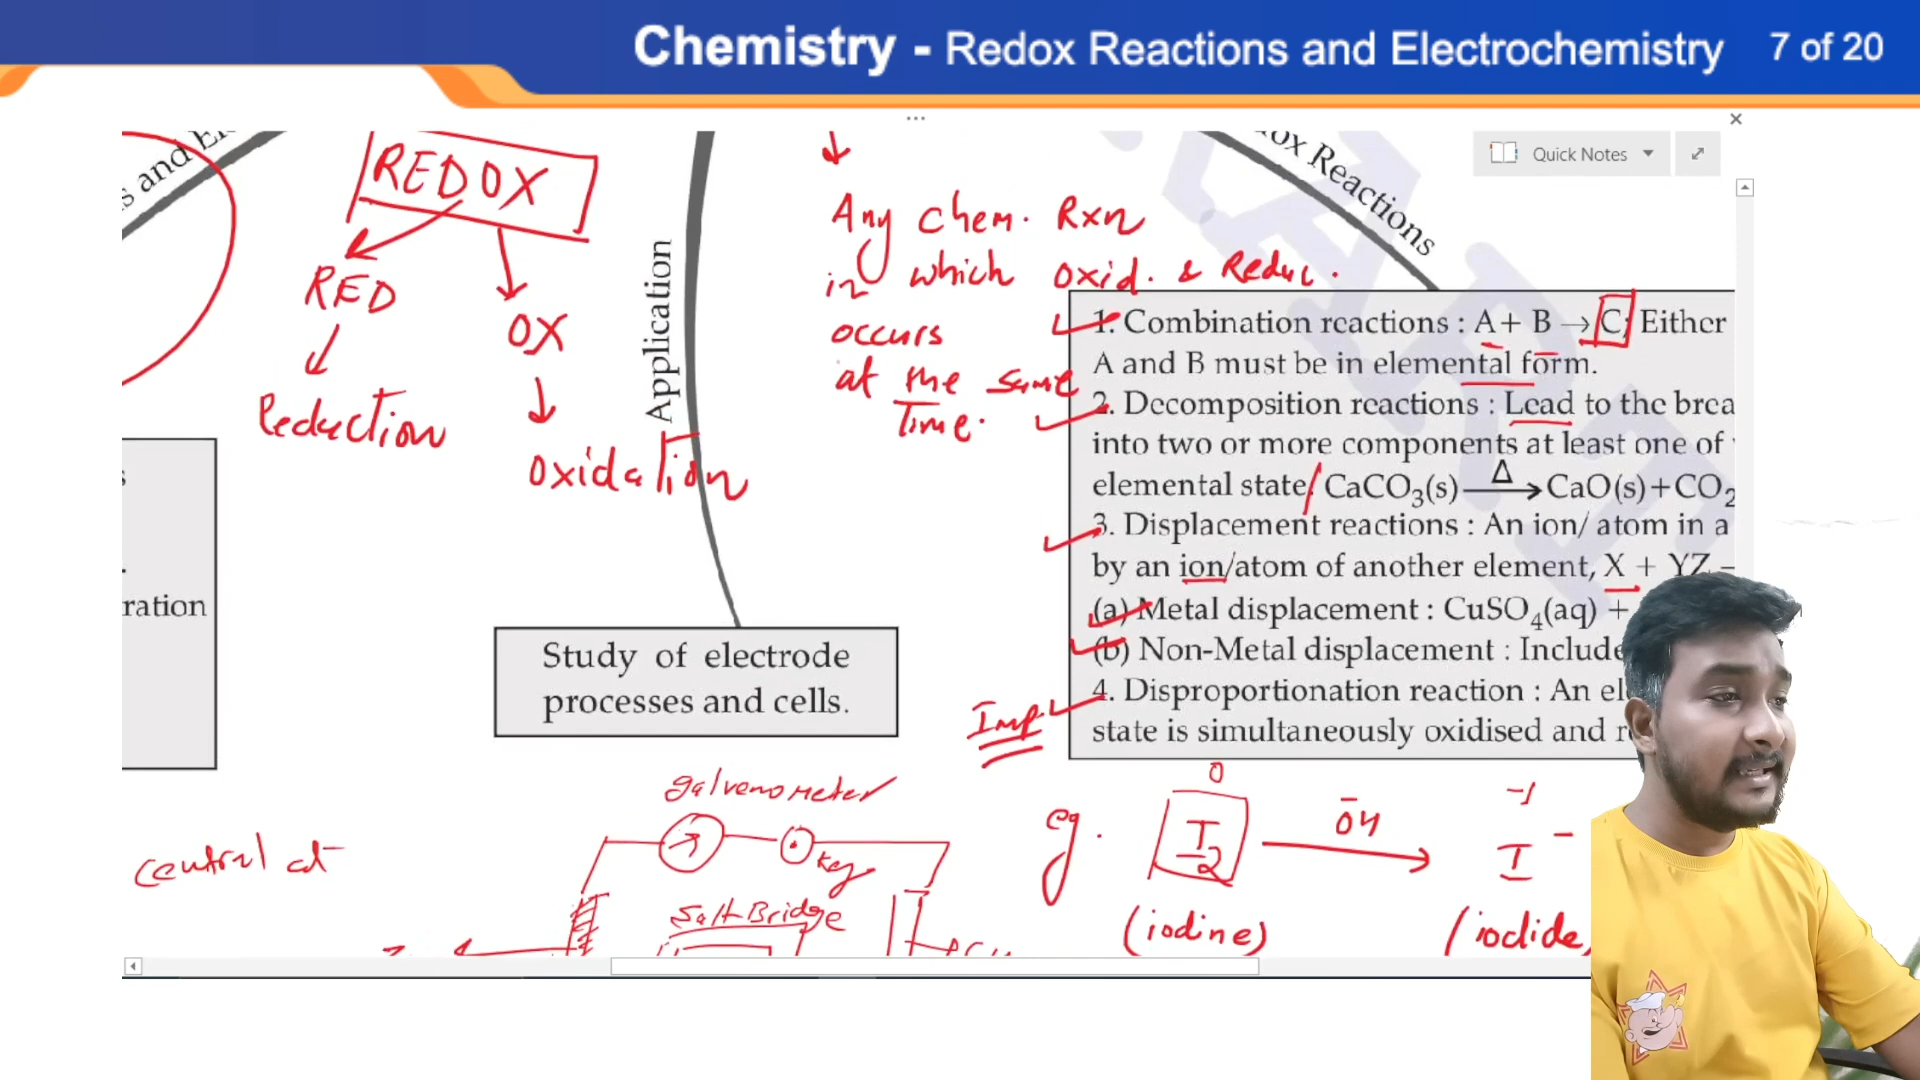 Chemistry - Redox Reactions and Electrochemistry 7 of 20
Quick Notes
s and El
REDOX
RED
OX
Reduction
Oxidation
Application
Any chem. Rxn
in which oxid. & Reduc.
occurs
at the same
Time.
ox Reactions
1. Combination reactions : A + B → C; Either
A and B must be in elemental form.
2. Decomposition reactions : Lead to the brea
into two or more components at least one of
elemental state. CaCO₃(s) —Δ→ CaO(s)+CO₂
3. Displacement reactions : An ion/ atom in a
by an ion/atom of another element, X + YZ –
(a) Metal displacement : CuSO₄(aq) +
(b) Non-Metal displacement : Include
4. Disproportionation reaction : An el
state is simultaneously oxidised and r
Imp.
ration
Study of electrode
processes and cells.
galvenometer
Key
Salt Bridge
central at
eg.
0
I₂
ŌH
-1
I –
(iodine)
(iodide)